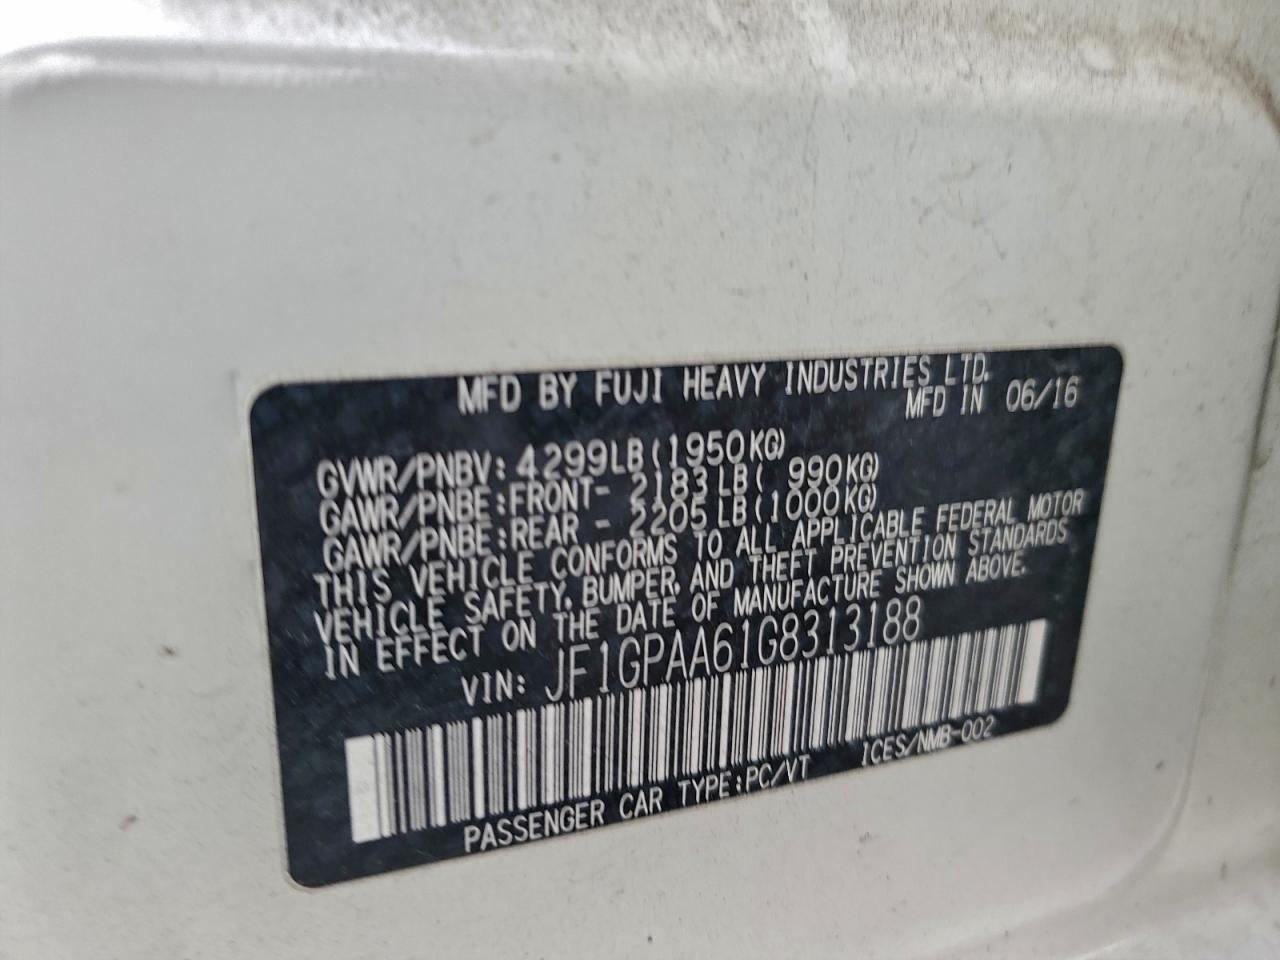 MFD BY FUJI HEAVY INDUSTRIES LTD.
MFD IN 06/16
GVWR/PNBV: 4299LB(1950KG)
GAWR/PNBE:FRONT- 2183LB( 990KG)
GAWR/PNBE:REAR - 2205LB(1000KG)
THIS VEHICLE CONFORMS TO ALL APPLICABLE FEDERAL MOTOR
VEHICLE SAFETY, BUMPER, AND THEFT PREVENTION STANDARDS
IN EFFECT ON THE DATE OF MANUFACTURE SHOWN ABOVE.
VIN: JF1GPAA61G8313188
PASSENGER CAR TYPE:PC/VT ICES/NMB-002